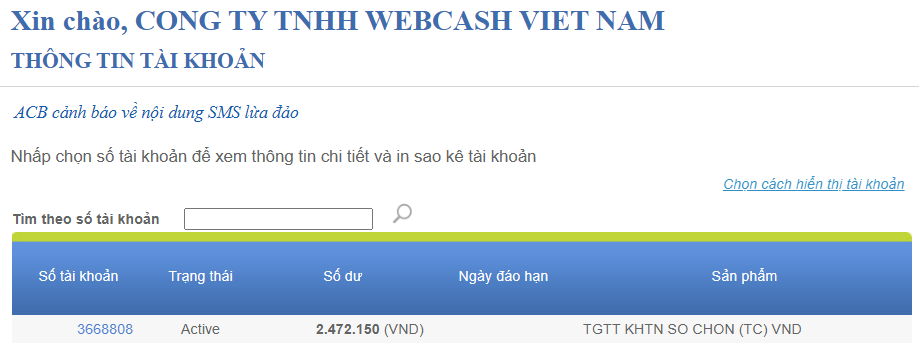 Xin chào, CONG TY TNHH WEBCASH VIET NAM
THÔNG TIN TÀI KHOẢN
ACB cảnh báo về nội dung SMS lừa đảo
Nhấp chọn số tài khoản để xem thông tin chi tiết và in sao kê tài khoản
Chọn cách hiển thị tài khoản
Tìm theo số tài khoản
Số tài khoản Trạng thái Số dư Ngày đáo hạn Sản phẩm
3668808 Active 2.472.150 (VND) TGTT KHTN SO CHON (TC) VND